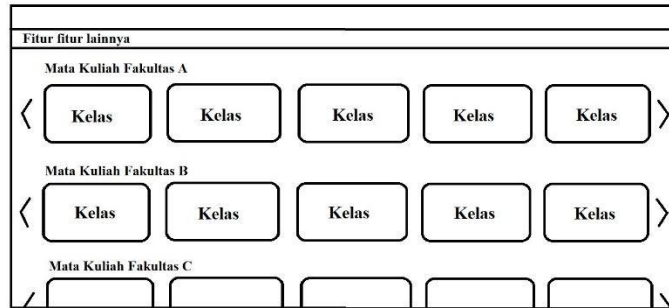 Fitur fitur lainnya
Mata Kuliah Fakultas A
Kelas Kelas Kelas Kelas Kelas
Mata Kuliah Fakultas B
Kelas Kelas Kelas Kelas Kelas
Mata Kuliah Fakultas C